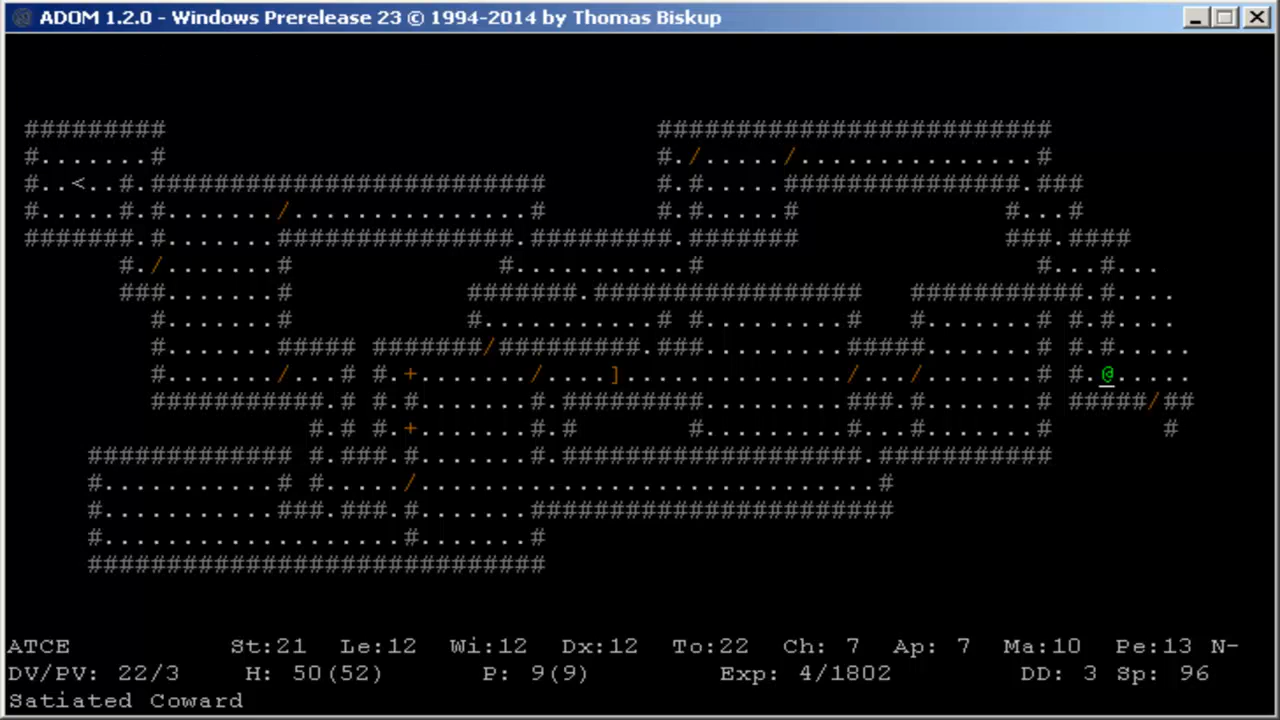 ADOM 1.2.0 - Windows Prerelease 23 © 1994-2014 by Thomas Biskup
ATCE St:21 Le:12 Wi:12 Dx:12 To:22 Ch: 7 Ap: 7 Ma:10 Pe:13 N-
DV/PV: 22/3 H: 50(52) P: 9(9) Exp: 4/1802 DD: 3 Sp: 96
Satiated Coward